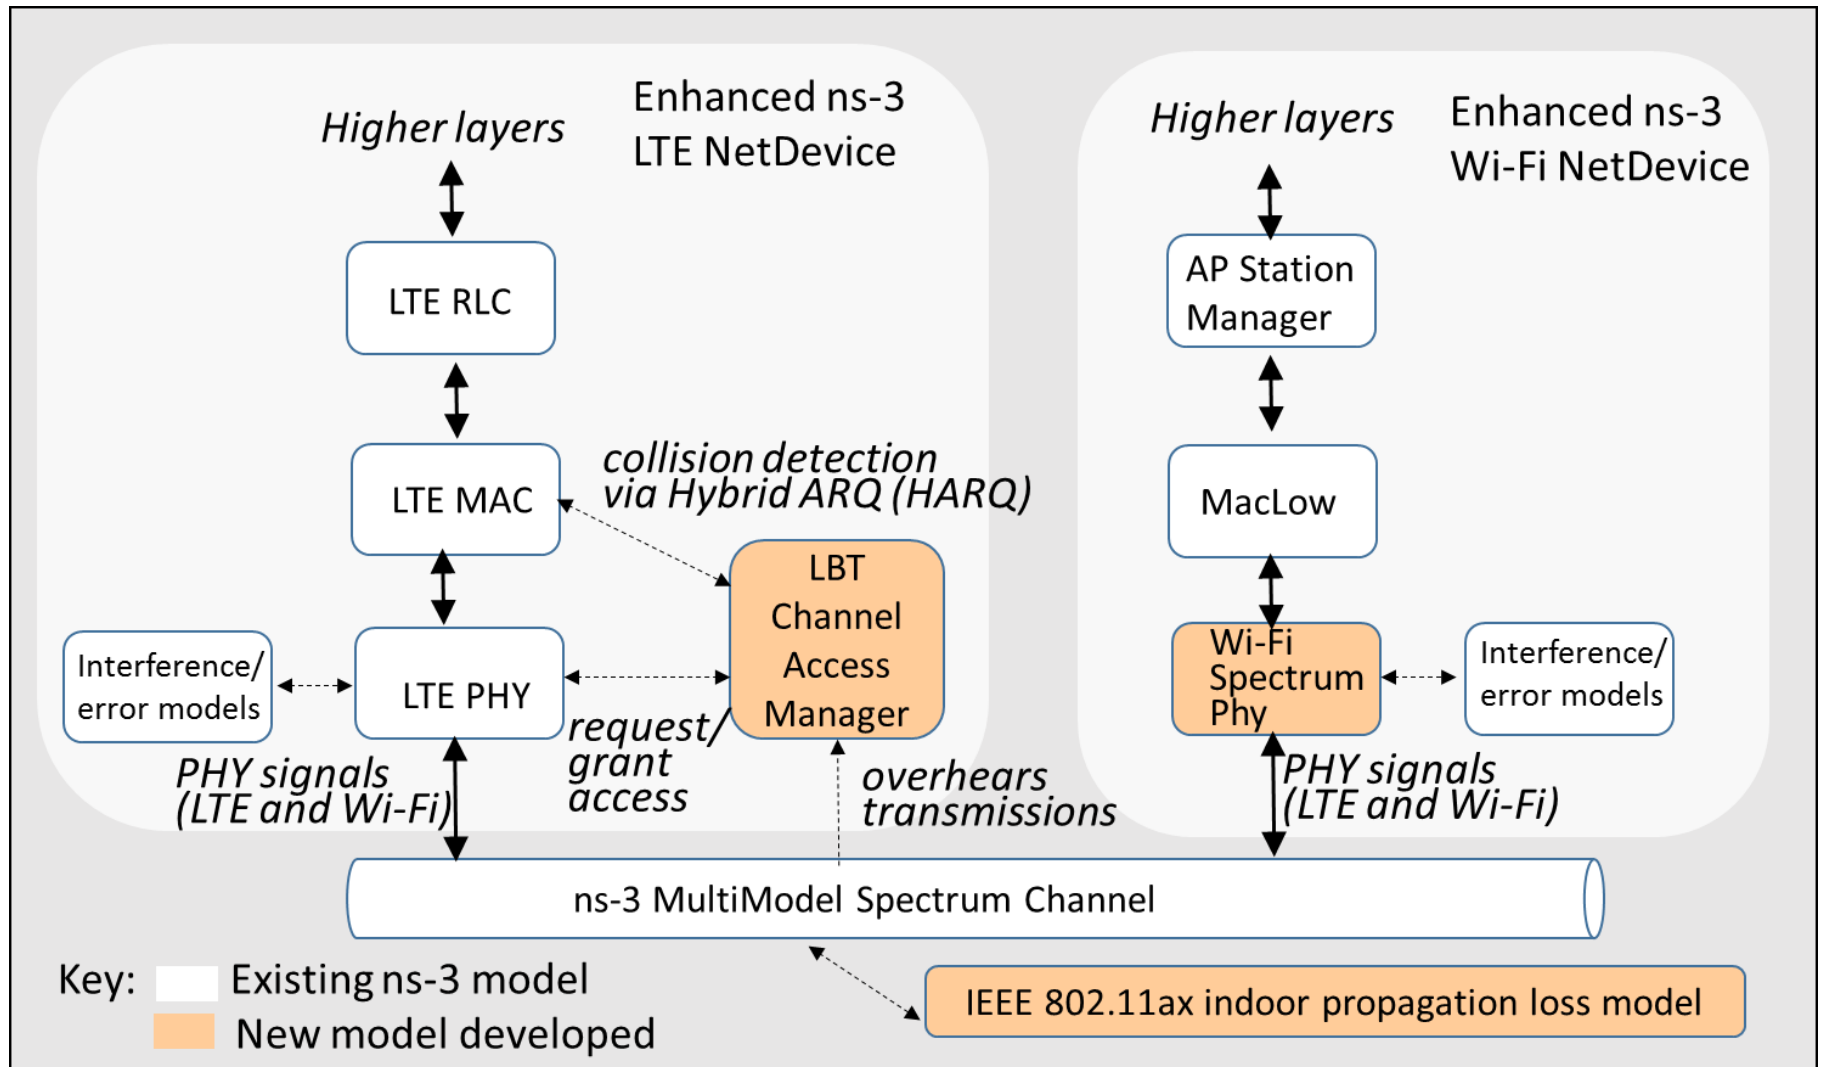 Enhanced ns-3
LTE NetDevice
Higher layers
LTE RLC
LTE MAC
collision detection
via Hybrid ARQ (HARQ)
LBT
Channel
Access
Manager
Interference/
error models
LTE PHY
request/
grant
access
PHY signals
(LTE and Wi-Fi)
overhears
transmissions
Enhanced ns-3
Wi-Fi NetDevice
Higher layers
AP Station
Manager
MacLow
Wi-Fi
Spectrum
Phy
Interference/
error models
PHY signals
(LTE and Wi-Fi)
ns-3 MultiModel Spectrum Channel
IEEE 802.11ax indoor propagation loss model
Key:
Existing ns-3 model
New model developed